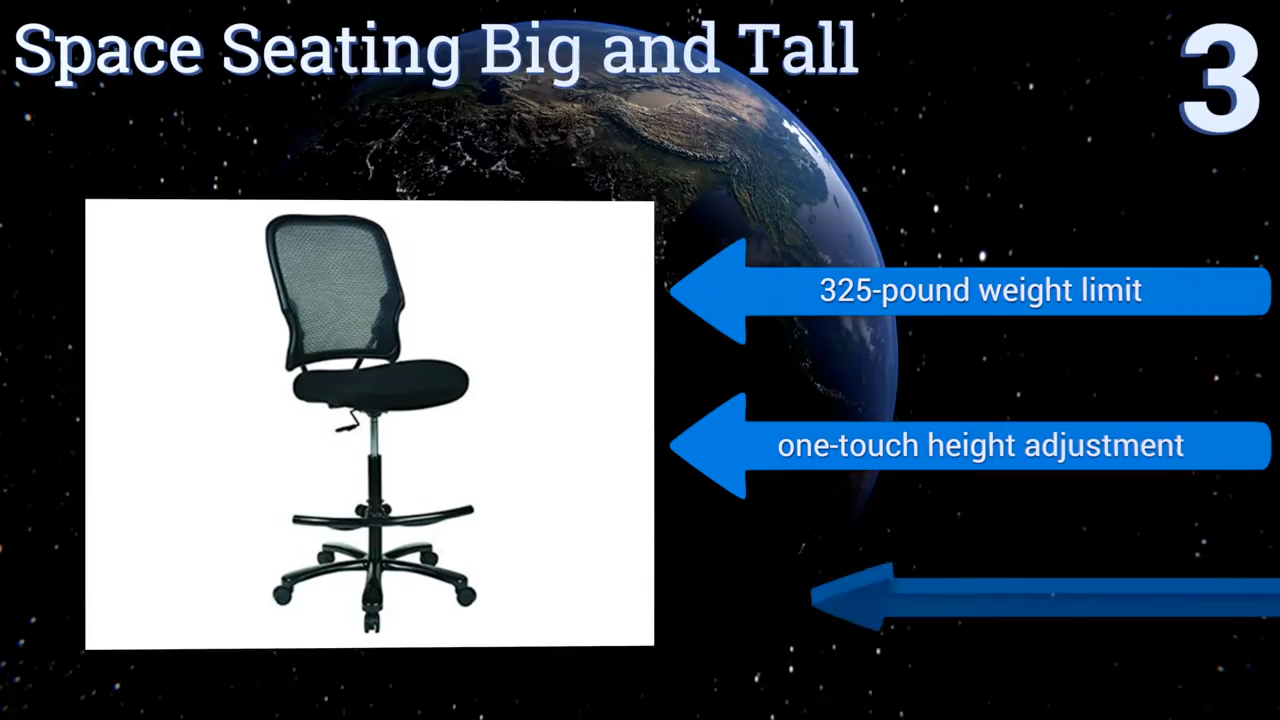 Space Seating Big and Tall
3
325-pound weight limit
one-touch height adjustment